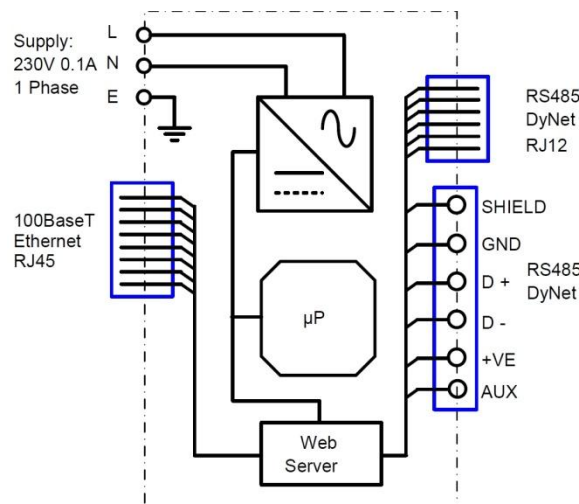 Supply:
230V 0.1A
1 Phase
L
N
E
RS485
DyNet
RJ12
100BaseT
Ethernet
RJ45
SHIELD
GND
D +
D -
+VE
AUX
RS485
DyNet
µP
Web
Server